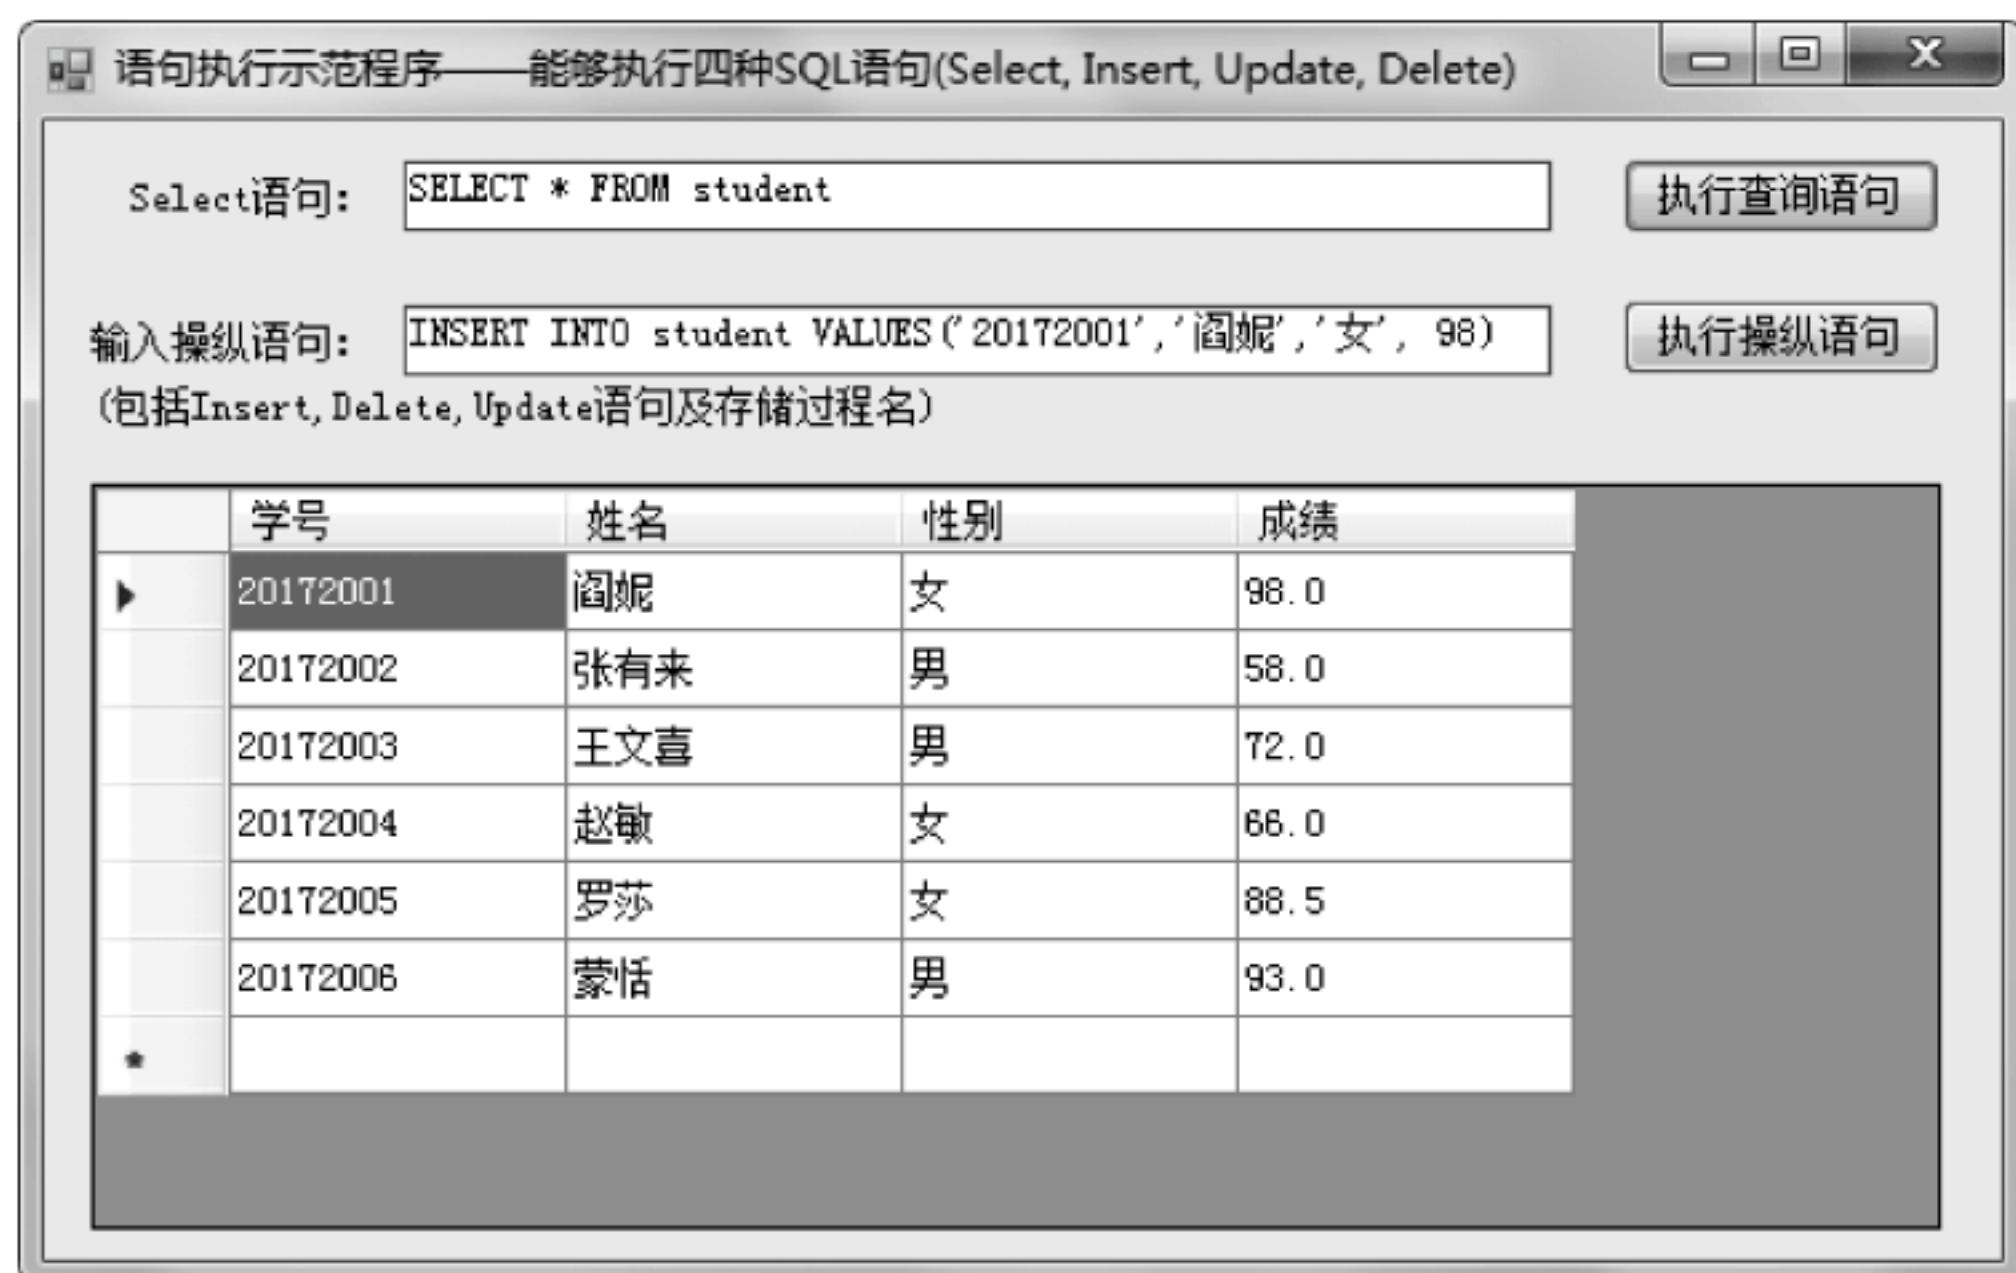 语句执行示范程序——能够执行四种SQL语句(Select, Insert, Update, Delete)
Select语句: SELECT * FROM student 执行查询语句
输入操纵语句: INSERT INTO student VALUES('20172001','阎妮','女', 98) 执行操纵语句
(包括Insert,Delete,Update语句及存储过程名)
学号 姓名 性别 成绩
20172001 阎妮 女 98.0
20172002 张有来 男 58.0
20172003 王文喜 男 72.0
20172004 赵敏 女 66.0
20172005 罗莎 女 88.5
20172006 蒙恬 男 93.0